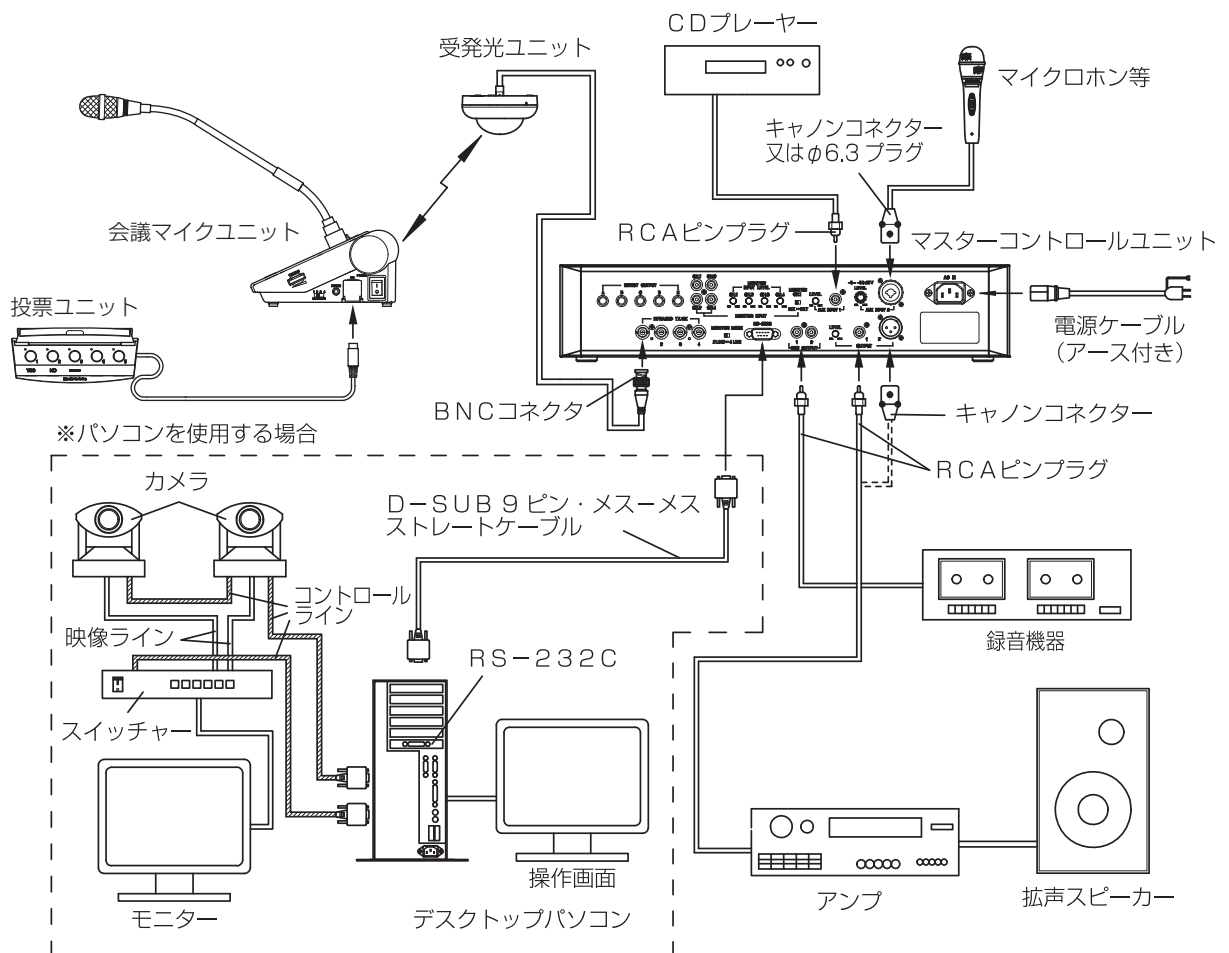 CDプレーヤー
受発光ユニット
マイクロホン等
キャノンコネクター
又はφ6.3プラグ
会議マイクユニット
RCAピンプラグ
マスターコントロールユニット
投票ユニット
電源ケーブル
（アース付き）
BNCコネクタ
キャノンコネクター
※パソコンを使用する場合
RCAピンプラグ
カメラ
D−SUB9ピン・メスーメス
ストレートケーブル
コントロール
ライン
映像ライン
録音機器
RS−232C
スイッチャー
操作画面
モニター
デスクトップパソコン
アンプ
拡声スピーカー
AC IN
YES
NO